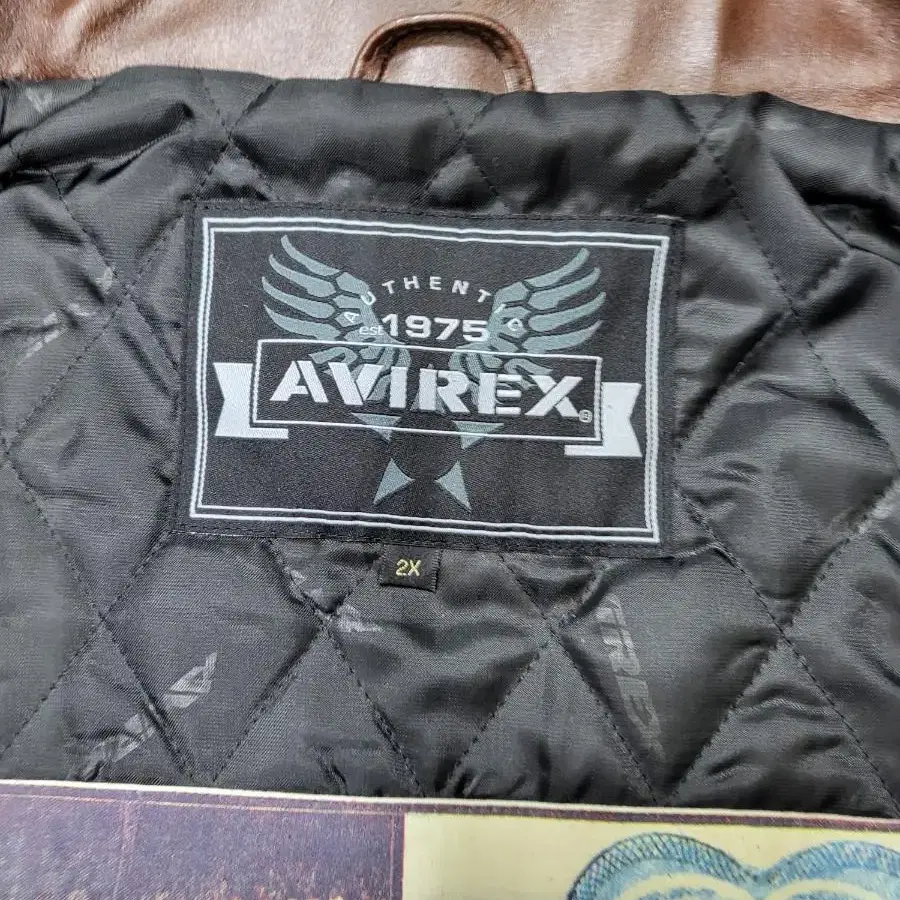 AUTHENTIC
est 1975
AVIREX®
2X